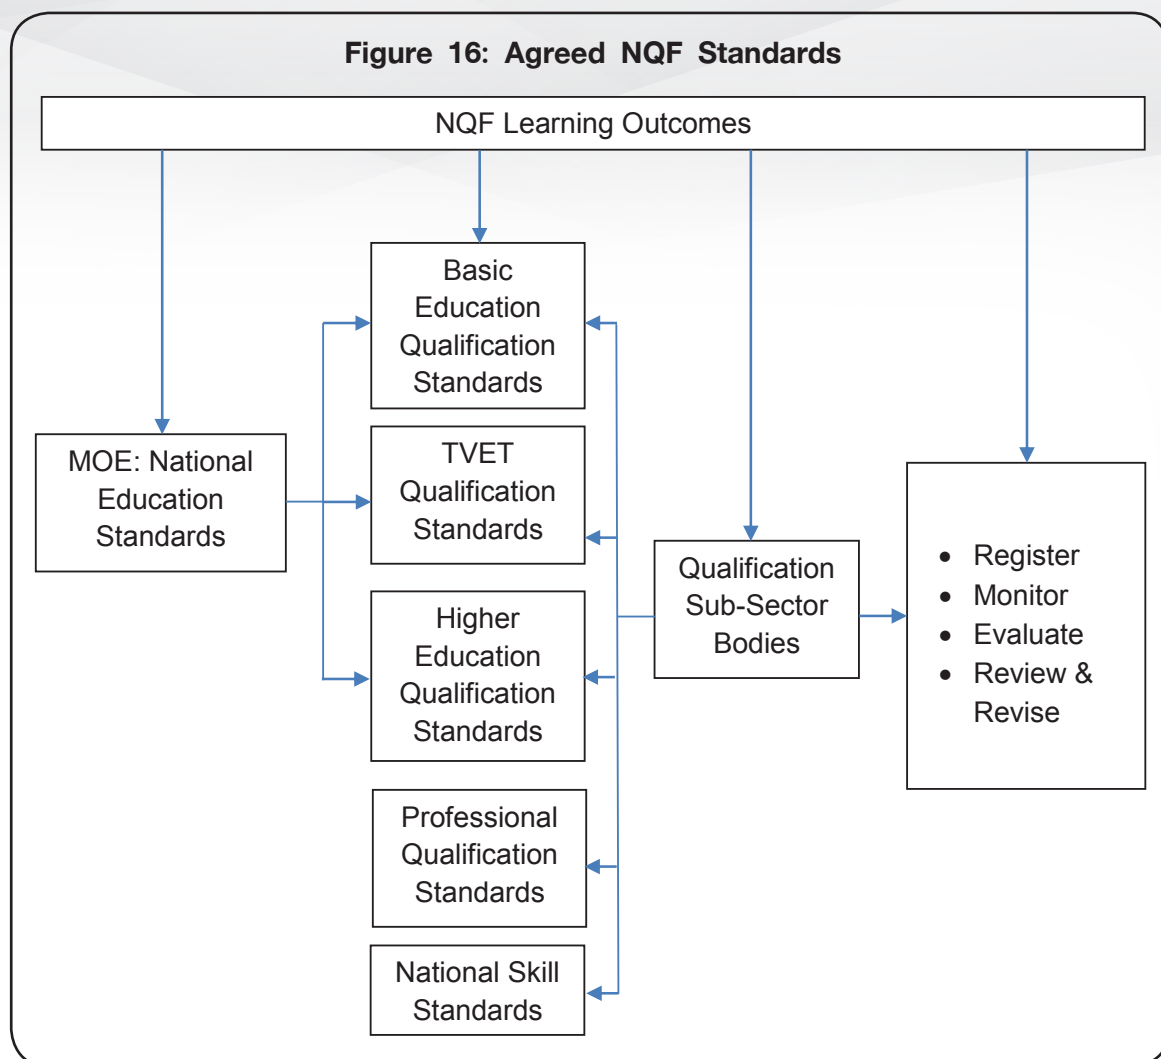 Figure 16: Agreed NQF Standards
NQF Learning Outcomes
Basic
Education
Qualification
Standards
MOE: National
Education
Standards
TVET
Qualification
Standards
Higher
Education
Qualification
Standards
Professional
Qualification
Standards
National Skill
Standards
Qualification
Sub-Sector
Bodies
• Register
• Monitor
• Evaluate
• Review &
Revise